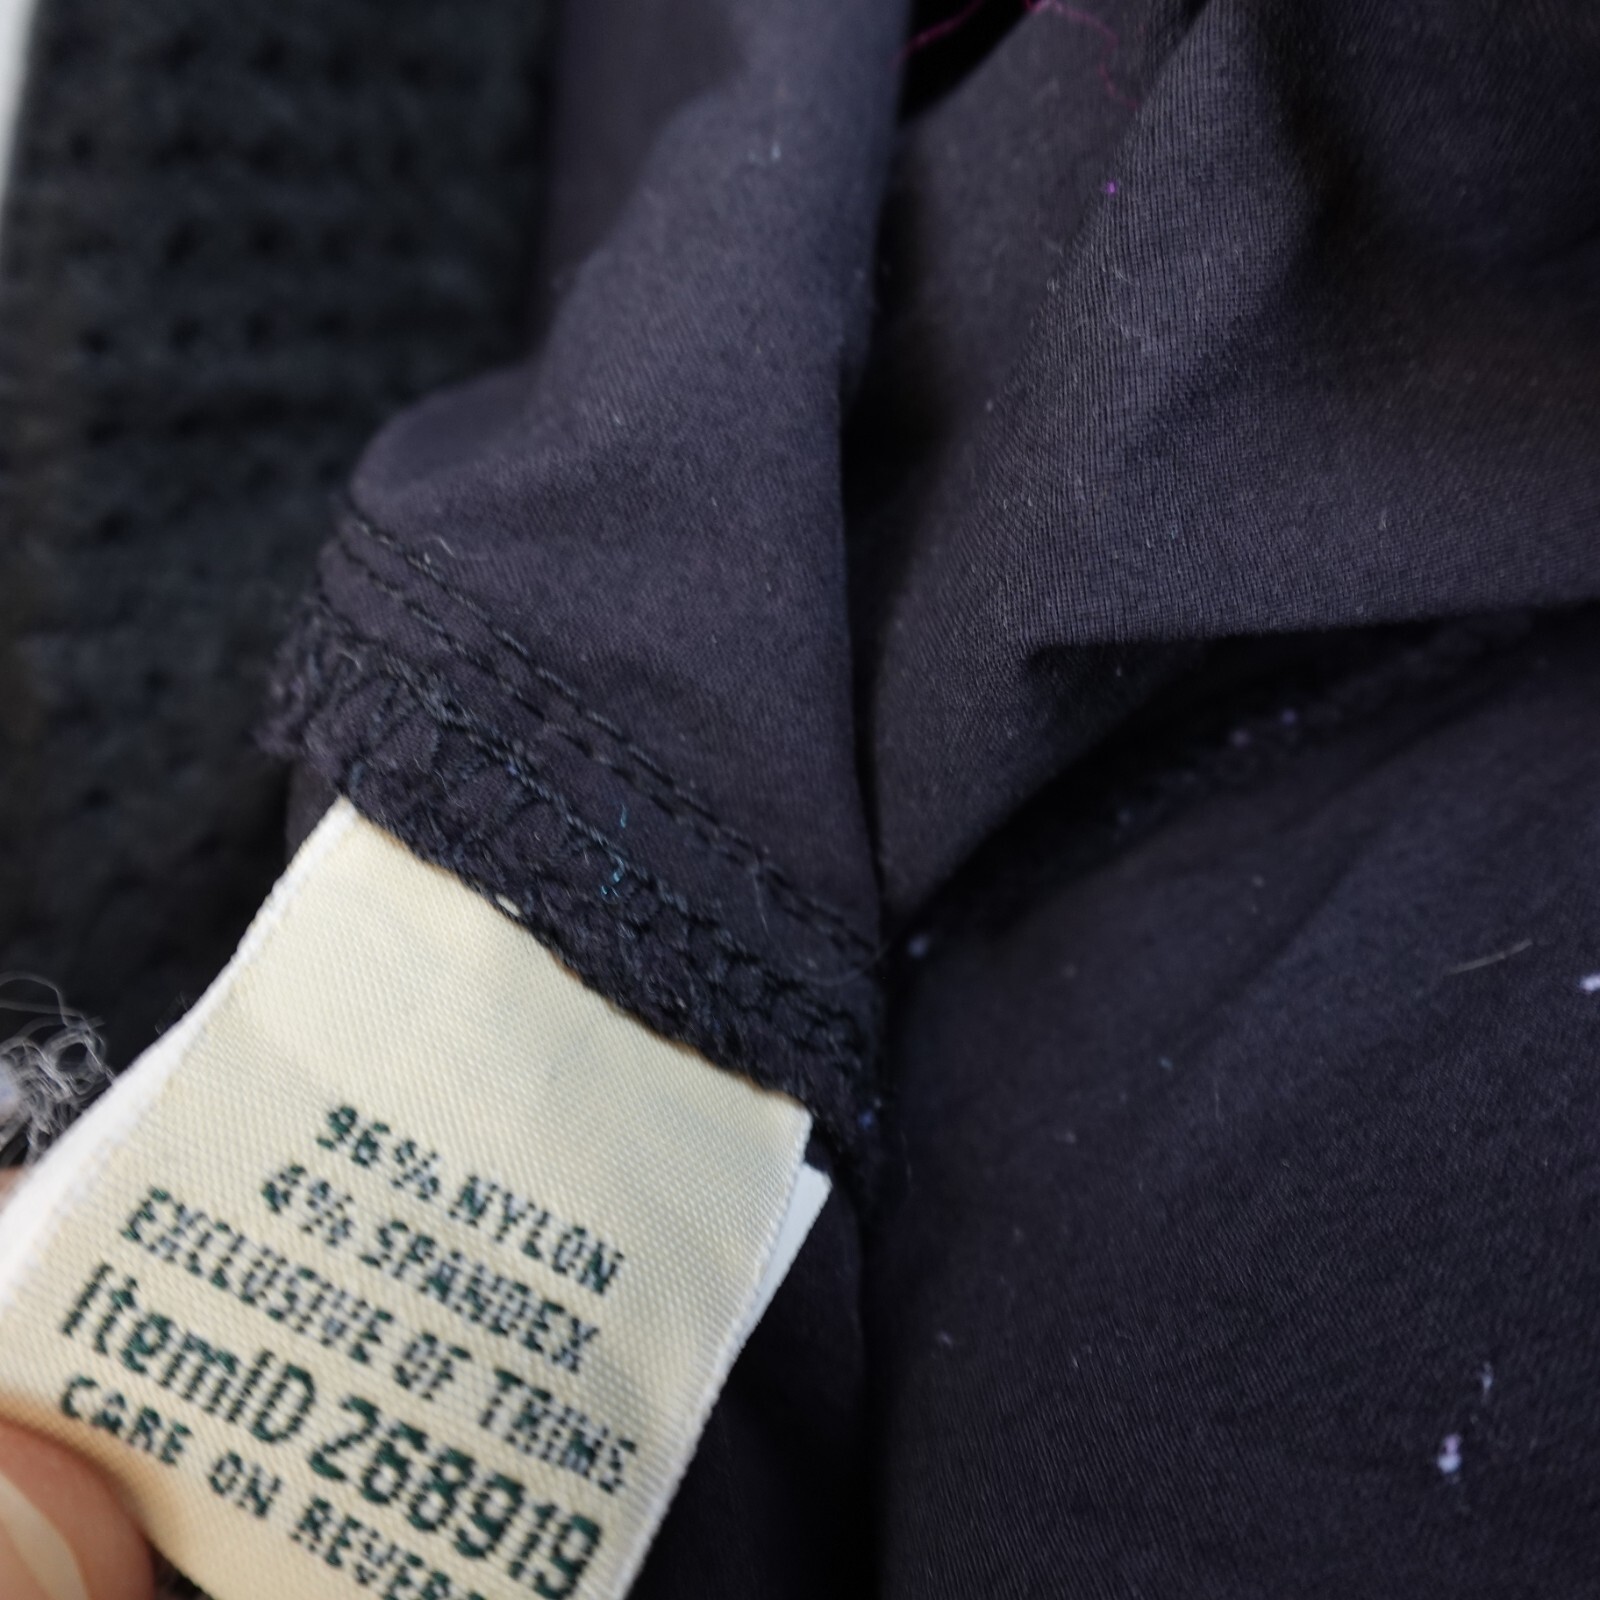 96% NYLON
4% SPANDEX
EXCLUSIVE OF TRIMS
ItemID 268919
CARE ON